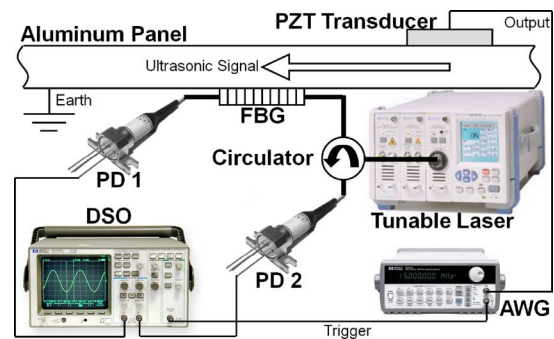 PZT Transducer
Output
Aluminum Panel
Ultrasonic Signal
Earth
FBG
Circulator
PD 1
Tunable Laser
DSO
PD 2
AWG
Trigger